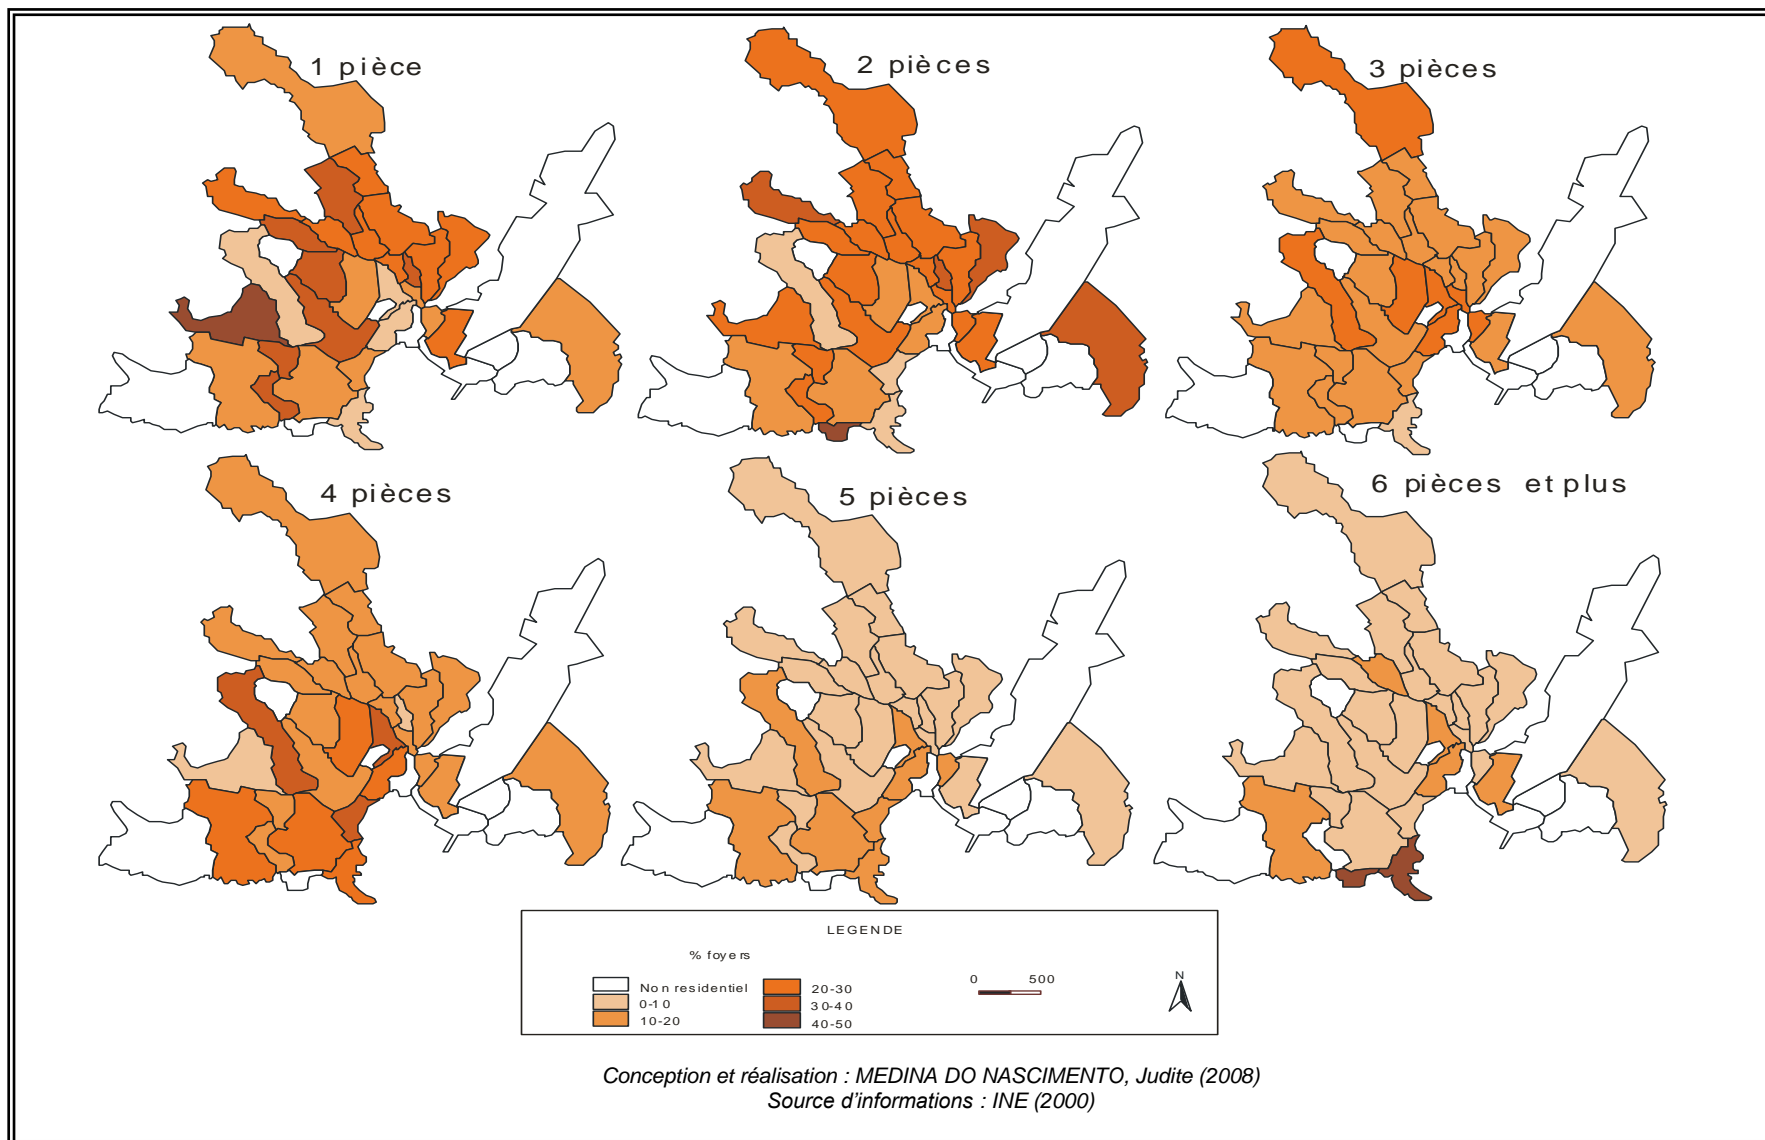 1 pièce
2 pièces
3 pièces
4 pièces
5 pièces
6 pièces et plus
LEGENDE
% foyers
Non residentiel
0-10
10-20
20-30
30-40
40-50
0 500
N
Conception et réalisation : MEDINA DO NASCIMENTO, Judite (2008)
Source d'informations : INE (2000)